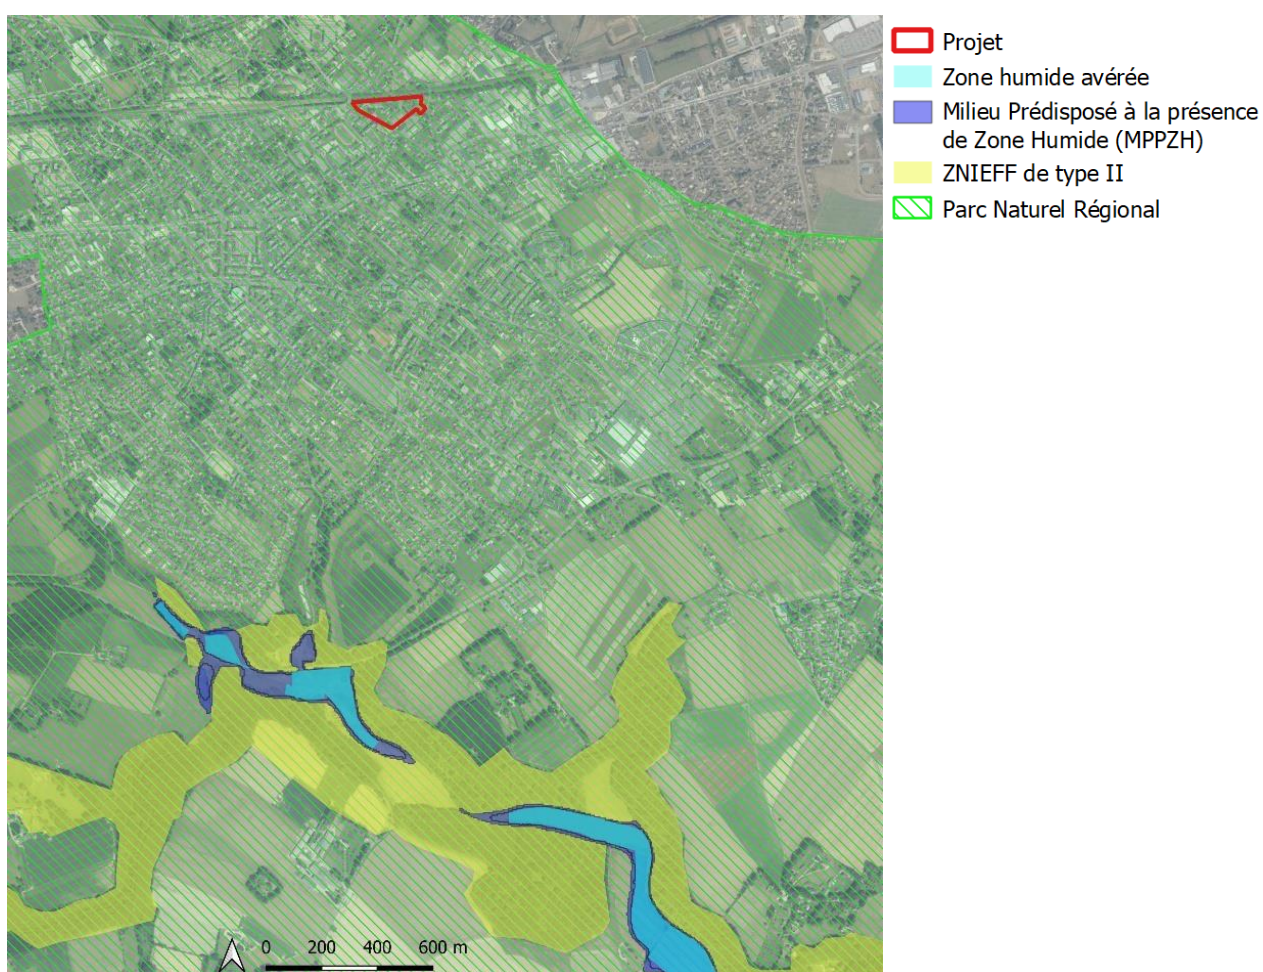 Projet
Zone humide avérée
Milieu Prédisposé à la présence
de Zone Humide (MPPZH)
ZNIEFF de type II
Parc Naturel Régional
0 200 400 600 m